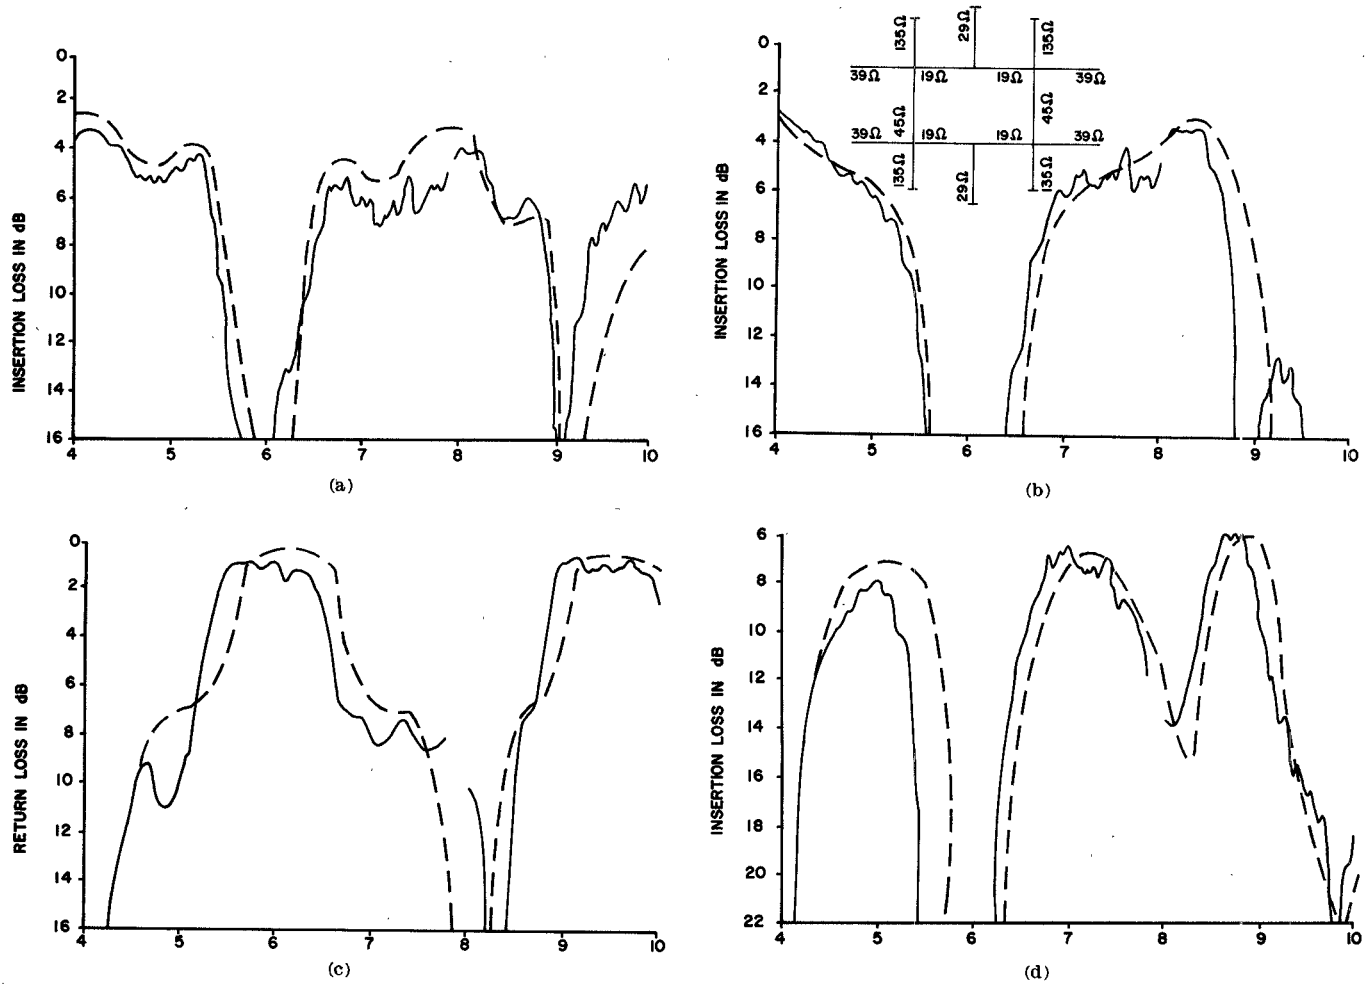 INSERTION LOSS IN dB
0
2
4
6
8
10
12
14
16
4 5 6 7 8 9 10
(a)
INSERTION LOSS IN dB
0
2
4
6
8
10
12
14
16
4 5 6 7 8 9 10
135Ω 29Ω 135Ω
39Ω 19Ω 19Ω 39Ω
45Ω 45Ω
39Ω 19Ω 19Ω 39Ω
135Ω 29Ω 135Ω
(b)
RETURN LOSS IN dB
0
2
4
6
8
10
12
14
16
4 5 6 7 8 9 10
(c)
INSERTION LOSS IN dB
6
8
10
12
14
16
18
20
22
4 5 6 7 8 9 10
(d)